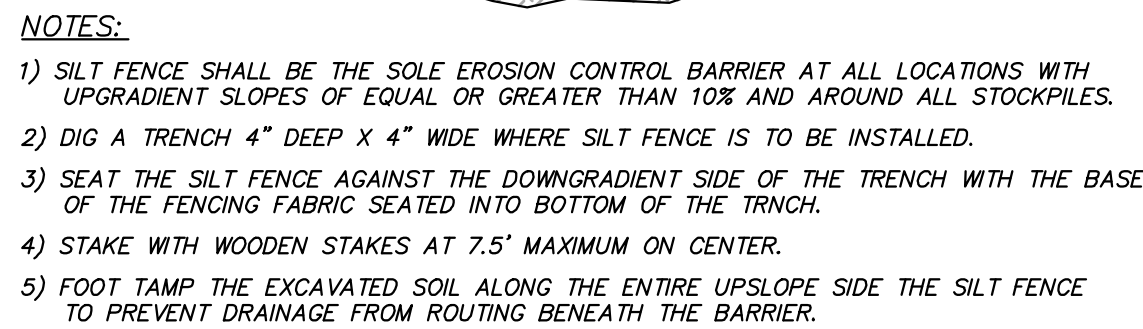 NOTES:
1) SILT FENCE SHALL BE THE SOLE EROSION CONTROL BARRIER AT ALL LOCATIONS WITH
UPGRADIENT SLOPES OF EQUAL OR GREATER THAN 10% AND AROUND ALL STOCKPILES.
2) DIG A TRENCH 4" DEEP X 4" WIDE WHERE SILT FENCE IS TO BE INSTALLED.
3) SEAT THE SILT FENCE AGAINST THE DOWNGRADIENT SIDE OF THE TRENCH WITH THE BASE
OF THE FENCING FABRIC SEATED INTO BOTTOM OF THE TRNCH.
4) STAKE WITH WOODEN STAKES AT 7.5' MAXIMUM ON CENTER.
5) FOOT TAMP THE EXCAVATED SOIL ALONG THE ENTIRE UPSLOPE SIDE THE SILT FENCE
TO PREVENT DRAINAGE FROM ROUTING BENEATH THE BARRIER.